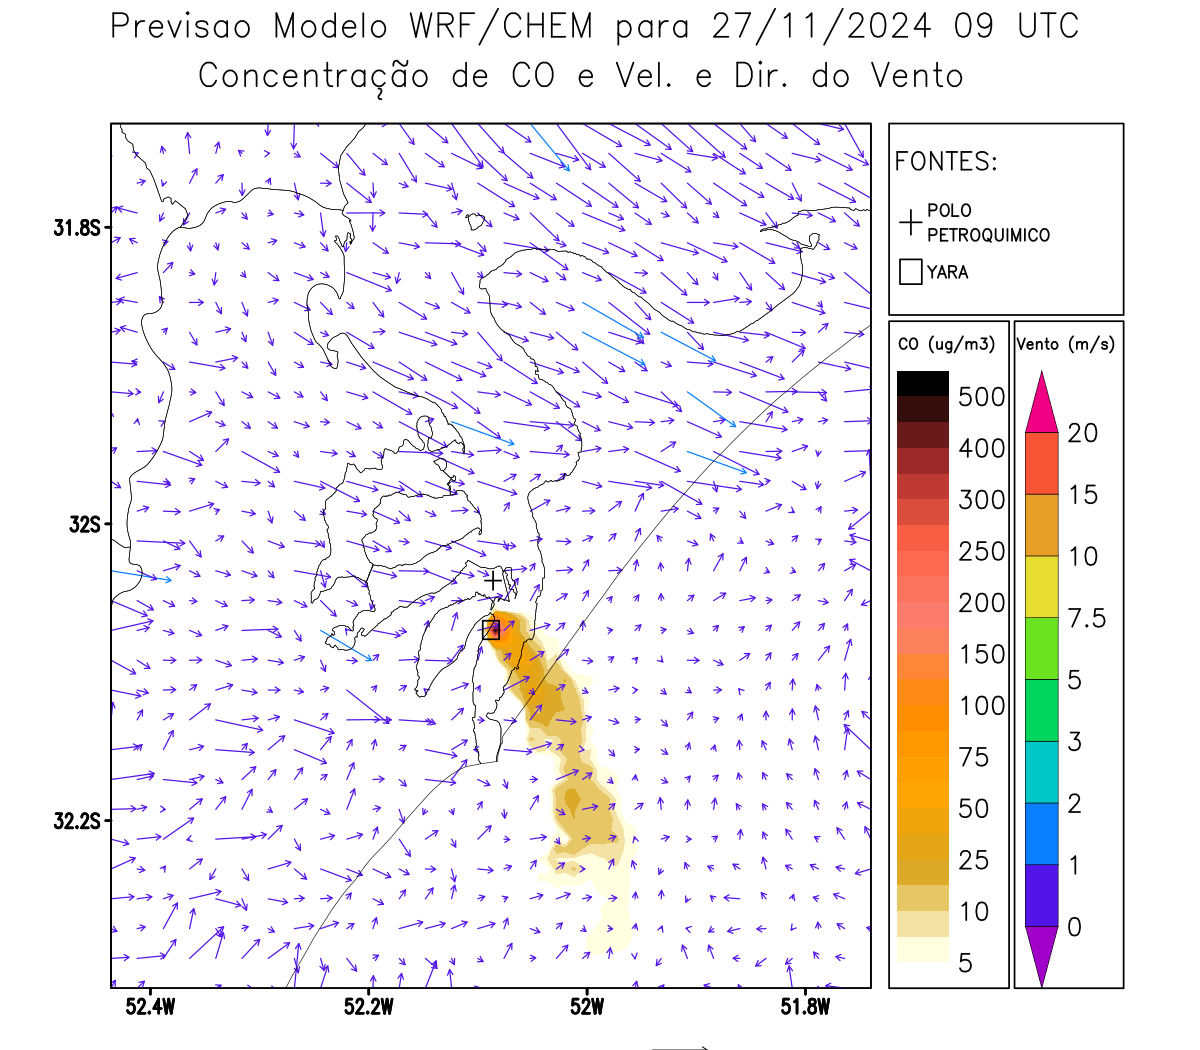 Previsao Modelo WRF/CHEM para 27/11/2024 09 UTC
Concentração de CO e Vel. e Dir. do Vento
FONTES:
POLO
PETROQUIMICO
YARA
31.8S
32S
32.2S
52.4W
52.2W
52W
51.8W
CO (ug/m3)
500
400
300
250
200
150
100
75
50
25
10
5
Vento (m/s)
20
15
10
7.5
5
3
2
1
0